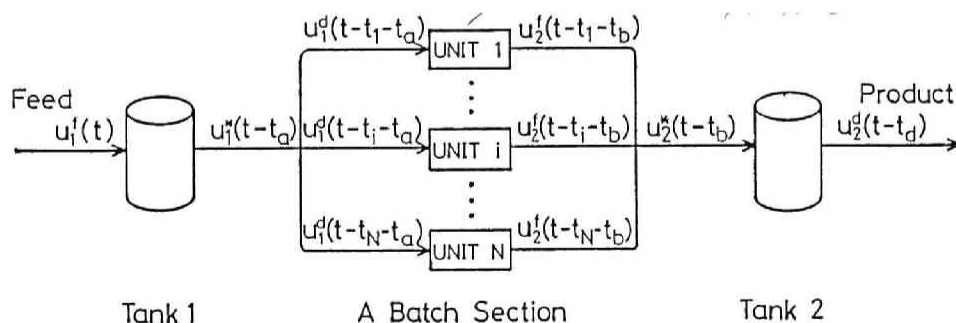 u₁ᶠ(t)
Feed
u₁*(t-tₐ)
u₁ᵈ(t-t₁-tₐ)
UNIT 1
u₂ᶠ(t-t₁-t_b)
u₁ᵈ(t-tᵢ-tₐ)
UNIT i
u₂ᶠ(t-tᵢ-t_b)
u₁ᵈ(t-t_N-tₐ)
UNIT N
u₂ᶠ(t-t_N-t_b)
u₂*(t-t_b)
Product
u₂ᵈ(t-t_d)
Tank 1
A Batch Section
Tank 2